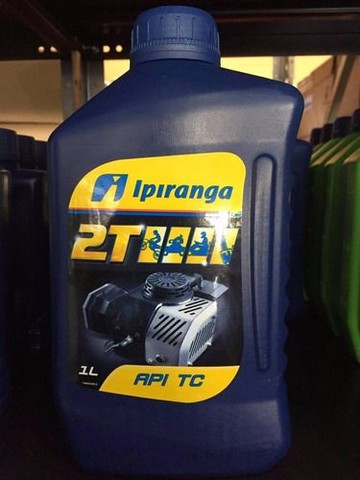 Ipiranga
2T
1L
API TC